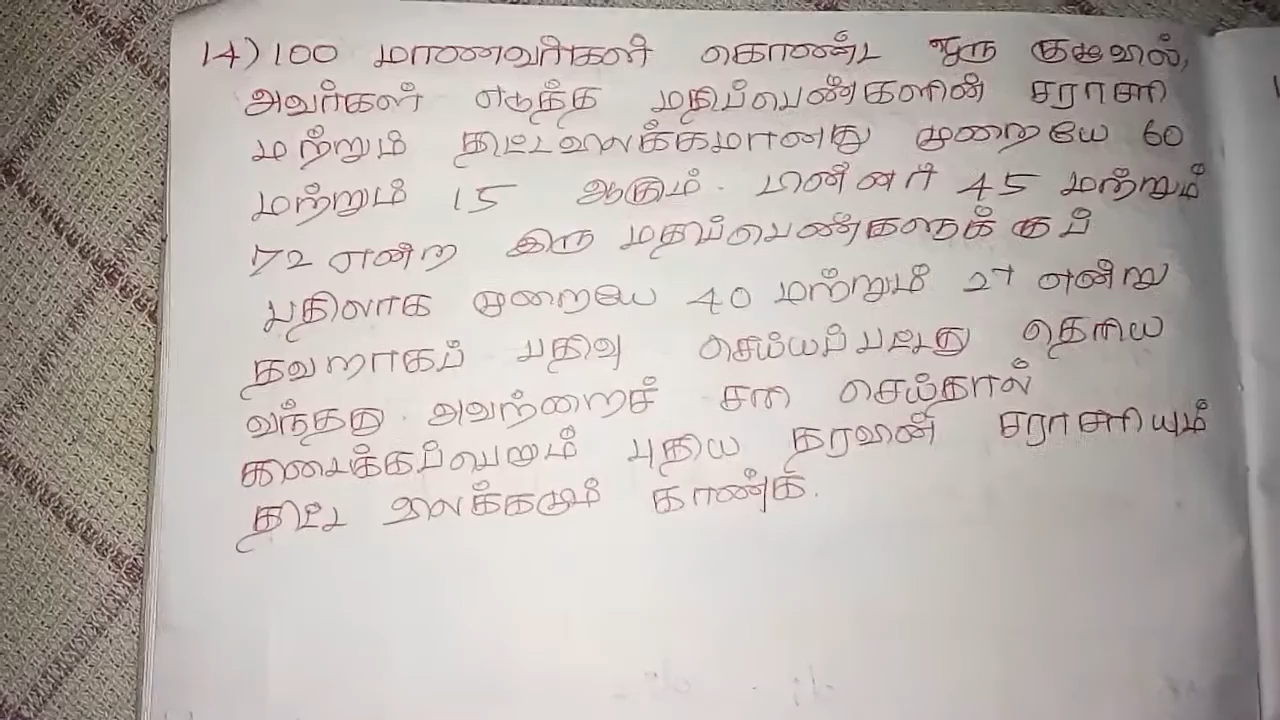 14) 100 மாணவர்கள் கொண்ட ஒரு குழுவில்,
அவர்கள் எடுத்த மதிப்பெண்களின் சராசரி
மற்றும் திட்டவிலக்கமானது முறையே 60
மற்றும் 15 ஆகும். பின்னர் 45 மற்றும்
72 என்ற இரு மதிப்பெண்களுக்குப்
பதிலாக முறையே 40 மற்றும் 27 என்று
தவறாகப் பதிவு செய்யப்பட்டது தெரிய
வந்தது. அவற்றைச் சரி செய்தால்
கிடைக்கப்பெறும் புதிய தரவின் சராசரியும்
திட்ட விலக்கமும் காண்க.